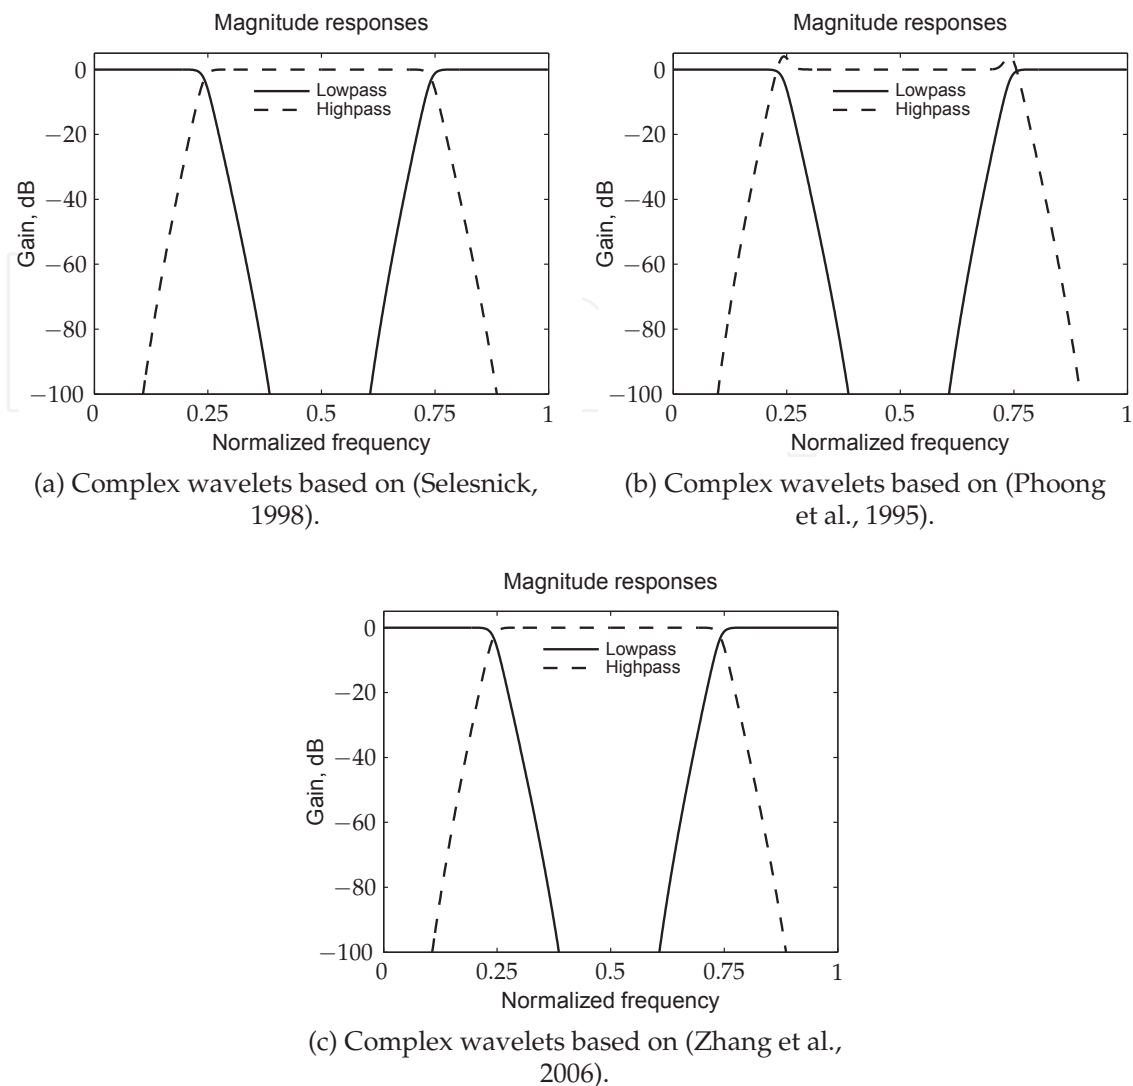 Magnitude responses
0
−20
−40
−60
−80
−100
Gain, dB
Lowpass
Highpass
0 0.25 0.5 0.75 1
Normalized frequency
(a) Complex wavelets based on (Selesnick,
1998).
Magnitude responses
0
−20
−40
−60
−80
−100
Gain, dB
Lowpass
Highpass
0 0.25 0.5 0.75 1
Normalized frequency
(b) Complex wavelets based on (Phoong
et al., 1995).
Magnitude responses
0
−20
−40
−60
−80
−100
Gain, dB
Lowpass
Highpass
0 0.25 0.5 0.75 1
Normalized frequency
(c) Complex wavelets based on (Zhang et al.,
2006).